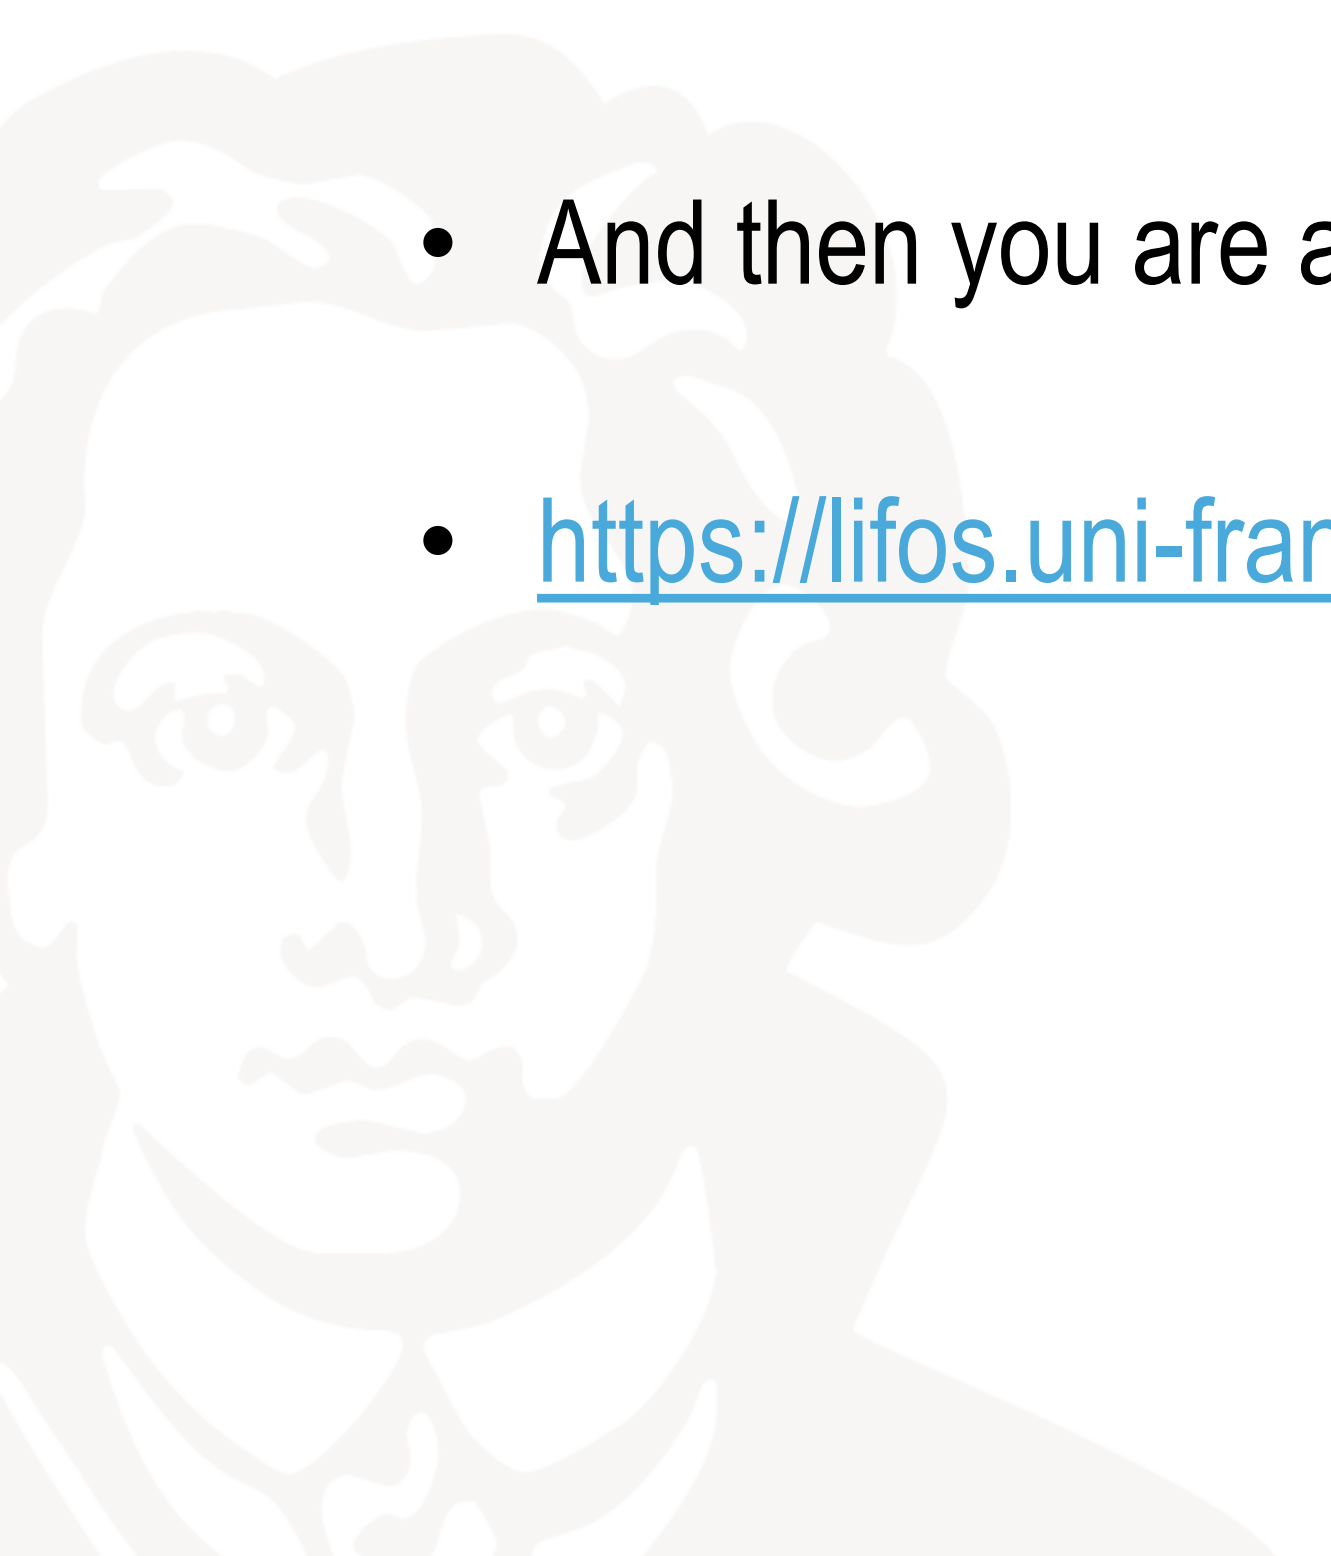 • And then you are a
• https://lifos.uni-fran